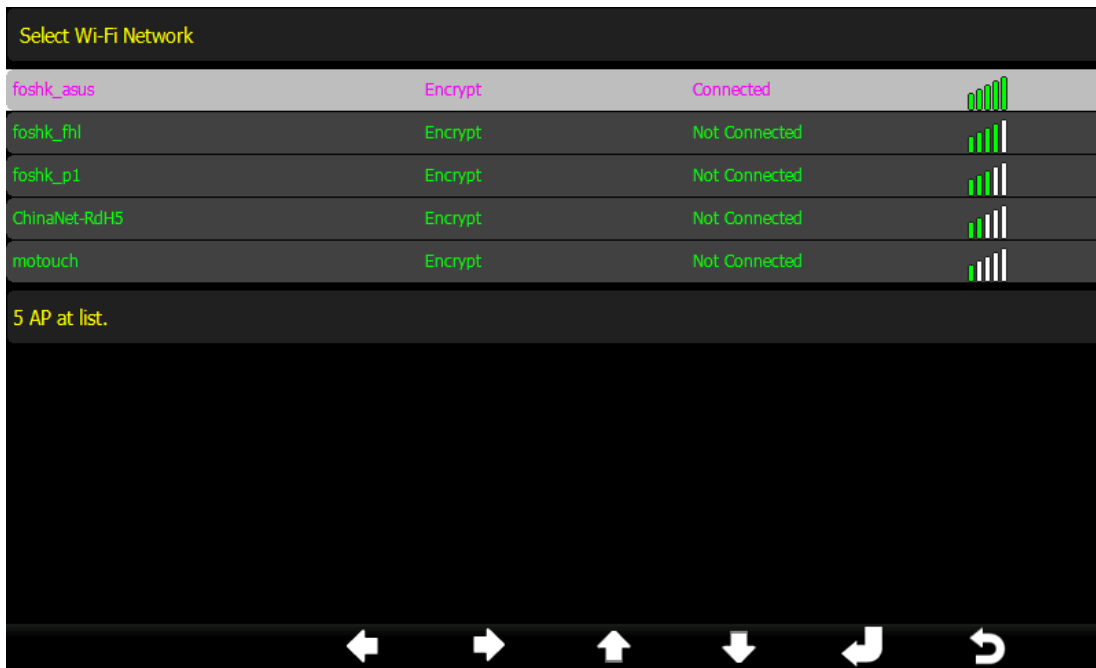 Select Wi-Fi Network
foshk_asus Encrypt Connected
foshk_fhl Encrypt Not Connected
foshk_p1 Encrypt Not Connected
ChinaNet-RdH5 Encrypt Not Connected
motouch Encrypt Not Connected
5 AP at list.